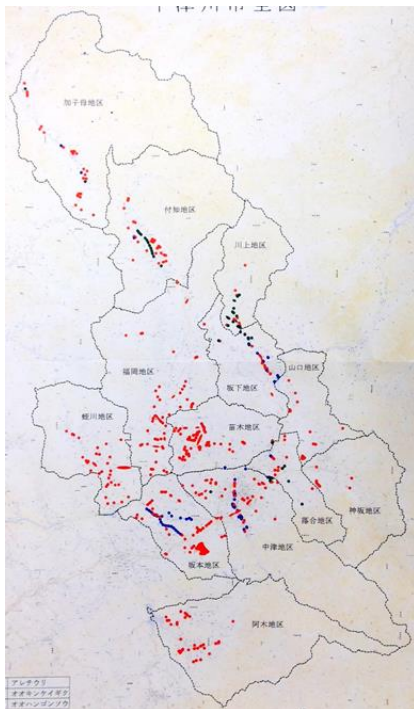 中津川市全図
加子母地区
付知地区
川上地区
福岡地区
坂下地区
山口地区
蛭川地区
苗木地区
神坂地区
落合地区
中津地区
坂本地区
阿木地区
アレチウリ
オオキンケイギク
オオハンゴンソウ